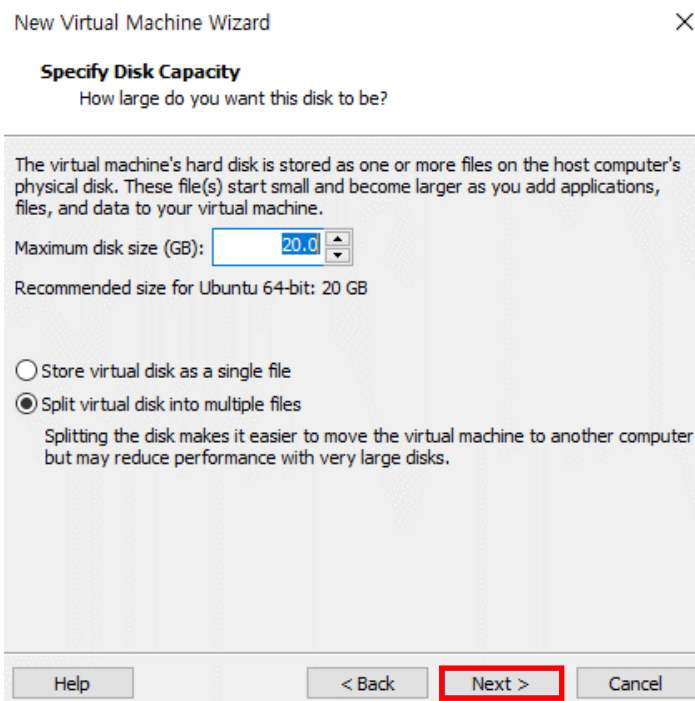 New Virtual Machine Wizard
Specify Disk Capacity
How large do you want this disk to be?
The virtual machine's hard disk is stored as one or more files on the host computer's
physical disk. These file(s) start small and become larger as you add applications,
files, and data to your virtual machine.
Maximum disk size (GB): 20.0
Recommended size for Ubuntu 64-bit: 20 GB
Store virtual disk as a single file
Split virtual disk into multiple files
Splitting the disk makes it easier to move the virtual machine to another computer
but may reduce performance with very large disks.
Help < Back Next > Cancel